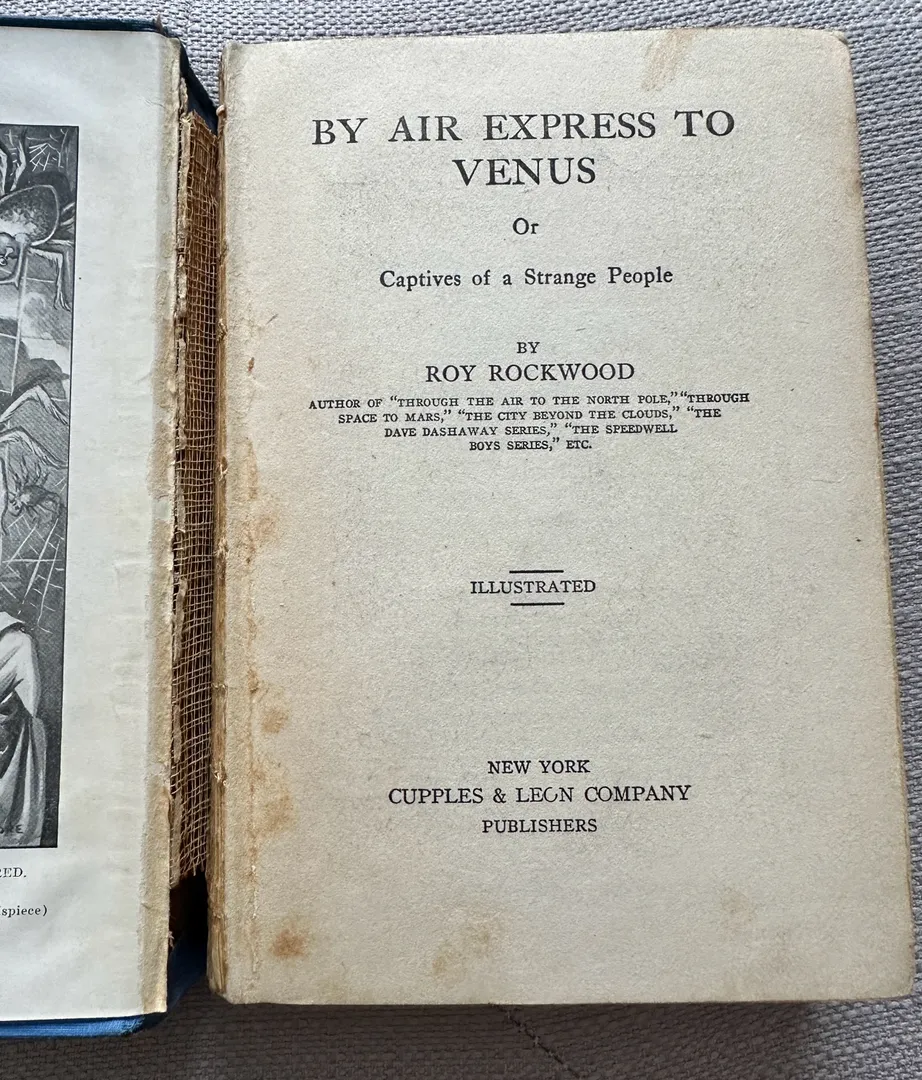 RED.
spiece)
BY AIR EXPRESS TO
VENUS
Or
Captives of a Strange People
BY
ROY ROCKWOOD
AUTHOR OF "THROUGH THE AIR TO THE NORTH POLE," "THROUGH
SPACE TO MARS," "THE CITY BEYOND THE CLOUDS," "THE
DAVE DASHAWAY SERIES," "THE SPEEDWELL
BOYS SERIES," ETC.
ILLUSTRATED
NEW YORK
CUPPLES & LEON COMPANY
PUBLISHERS